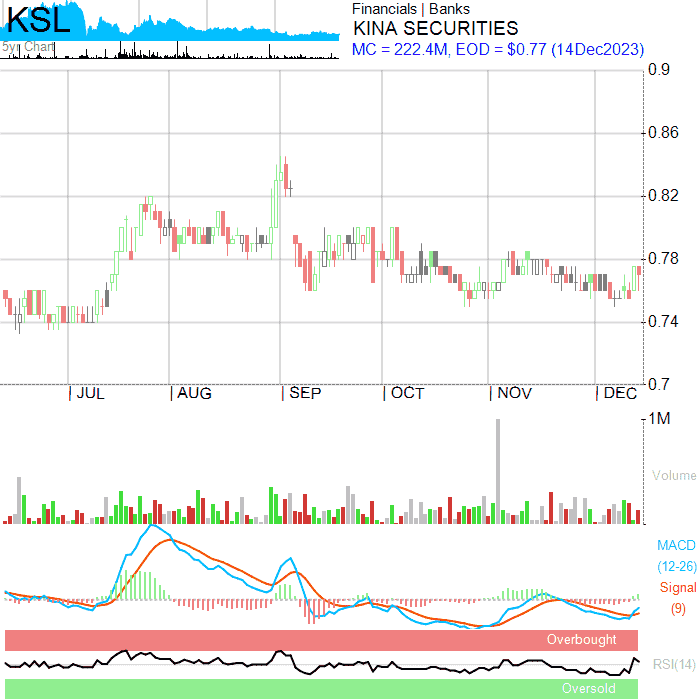 KSL
5yr Chart
Financials | Banks
KINA SECURITIES
MC = 222.4M, EOD = $0.77 (14Dec2023)
0.9
0.86
0.82
0.78
0.74
0.7
JUL AUG SEP OCT NOV DEC
1M
Volume
MACD
(12-26)
Signal
(9)
Overbought
RSI(14)
Oversold